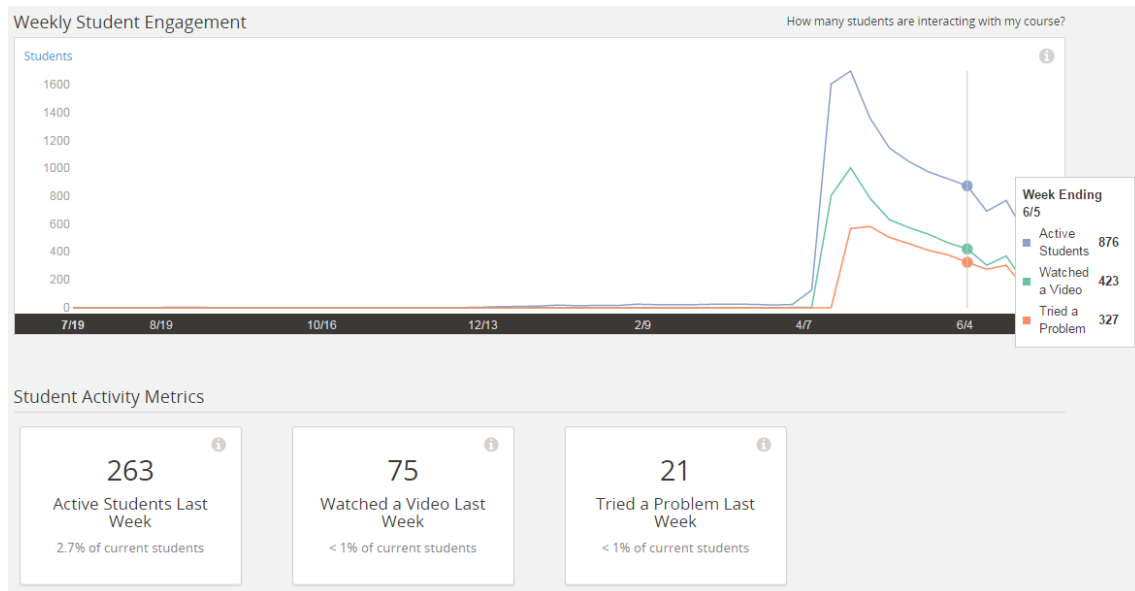 Weekly Student Engagement
How many students are interacting with my course?
Students
1600
1400
1200
1000
800
600
400
200
0
7/19 8/19 10/16 12/13 2/9 4/7 6/4
Week Ending
6/5
Active
Students 876
Watched
a Video 423
Tried a
Problem 327
Student Activity Metrics
263
Active Students Last
Week
2.7% of current students
75
Watched a Video Last
Week
< 1% of current students
21
Tried a Problem Last
Week
< 1% of current students